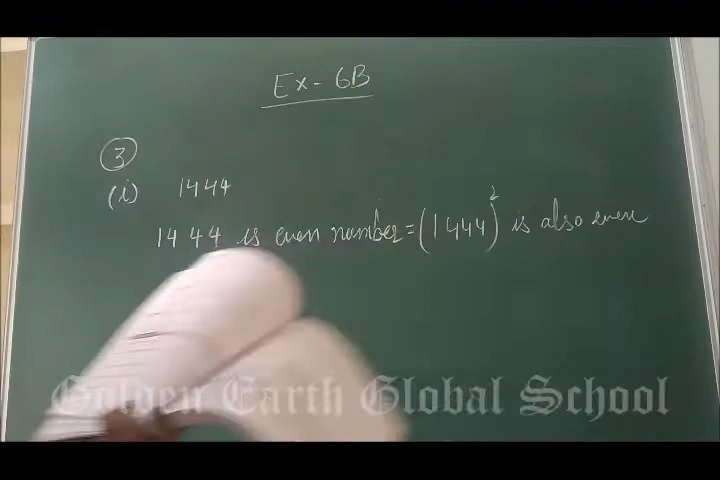 Ex - 6B
3
(i) 1444
1444 is even number = (1444)² is also even
Golden Earth Global School